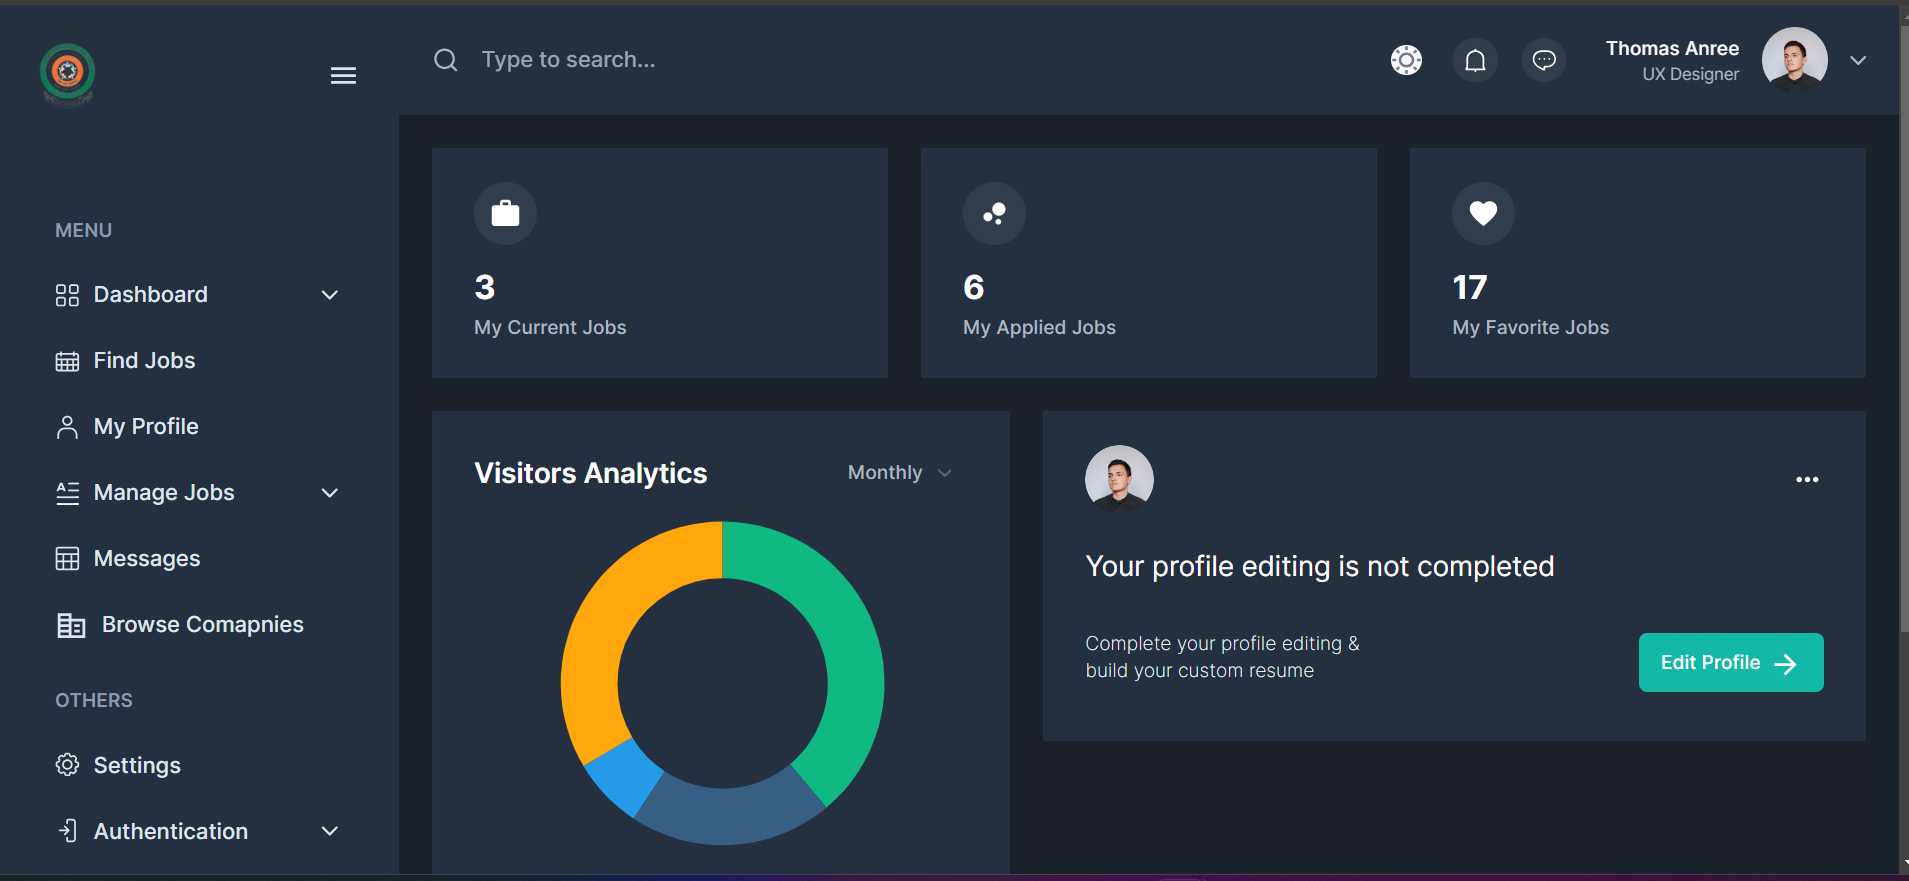 Type to search...
Thomas Anree
UX Designer
MENU
Dashboard
Find Jobs
My Profile
Manage Jobs
Messages
Browse Comapnies
OTHERS
Settings
Authentication
3
My Current Jobs
6
My Applied Jobs
17
My Favorite Jobs
Visitors Analytics
Monthly
Your profile editing is not completed
Complete your profile editing &
build your custom resume
Edit Profile